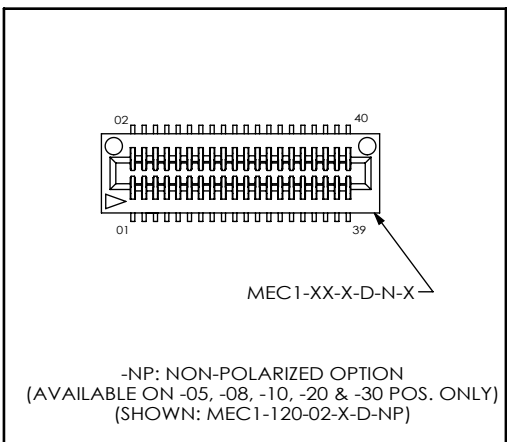 02
40
01
39
MEC1-XX-X-D-N-X
-NP: NON-POLARIZED OPTION
(AVAILABLE ON -05, -08, -10, -20 & -30 POS. ONLY)
(SHOWN: MEC1-120-02-X-D-NP)